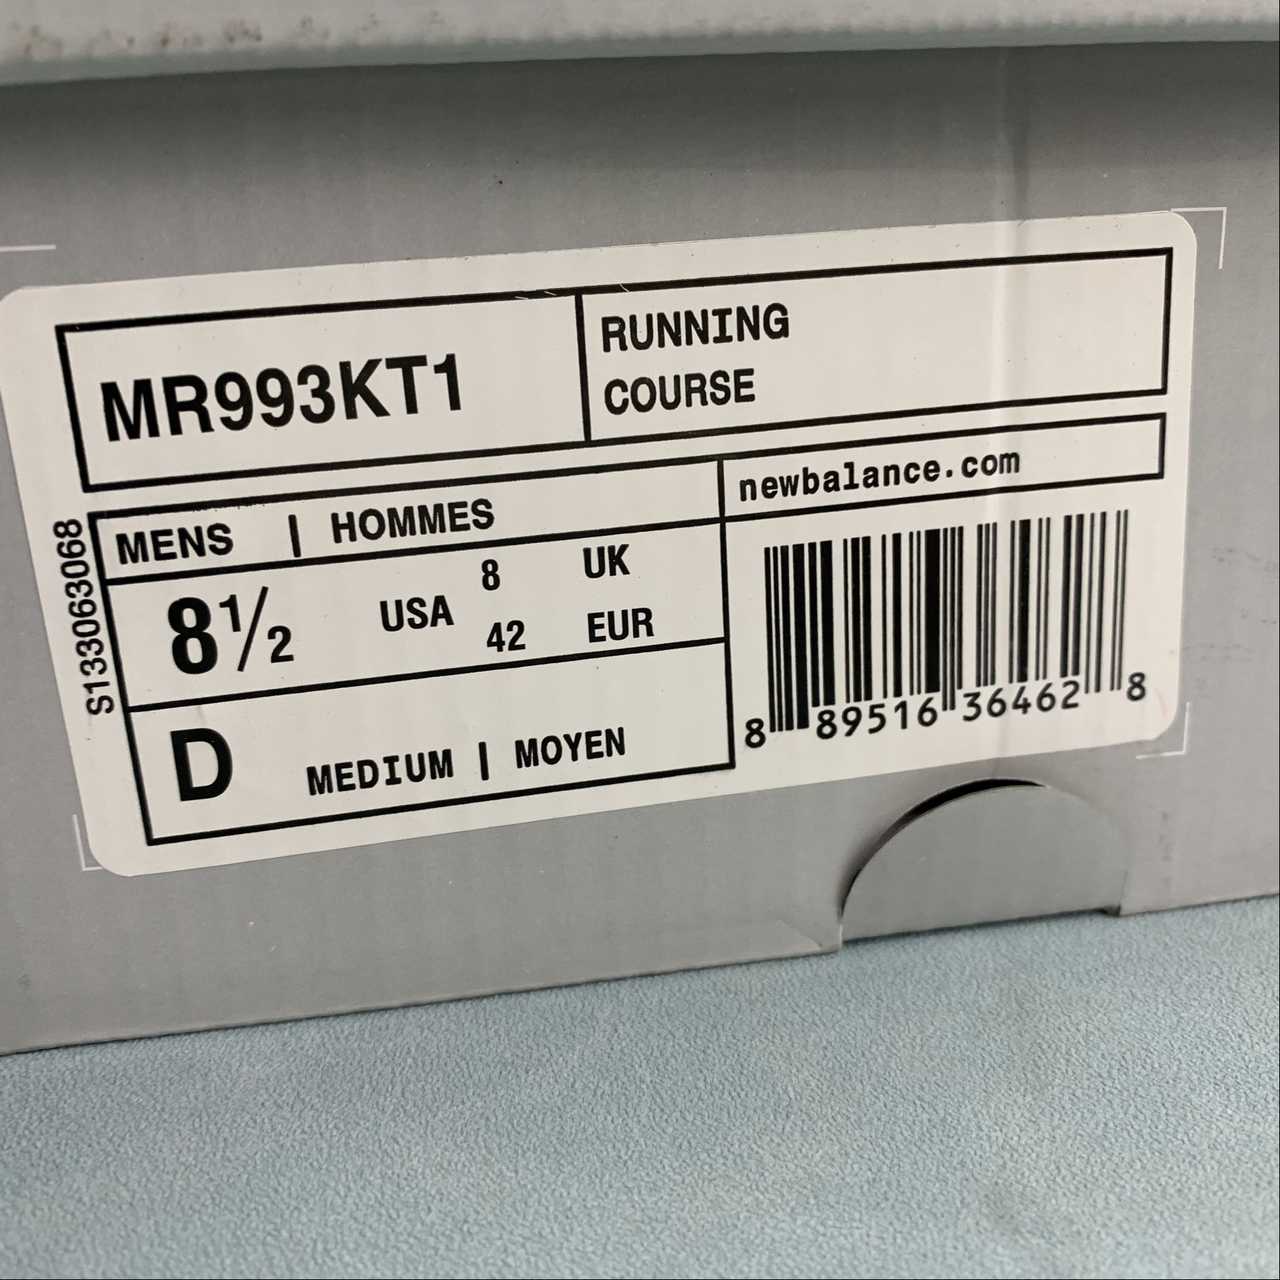 MR993KT1
RUNNING
COURSE
newbalance.com
MENS | HOMMES
8½ USA 8 UK
42 EUR
D MEDIUM | MOYEN
S133063068
8 89516 36462 8